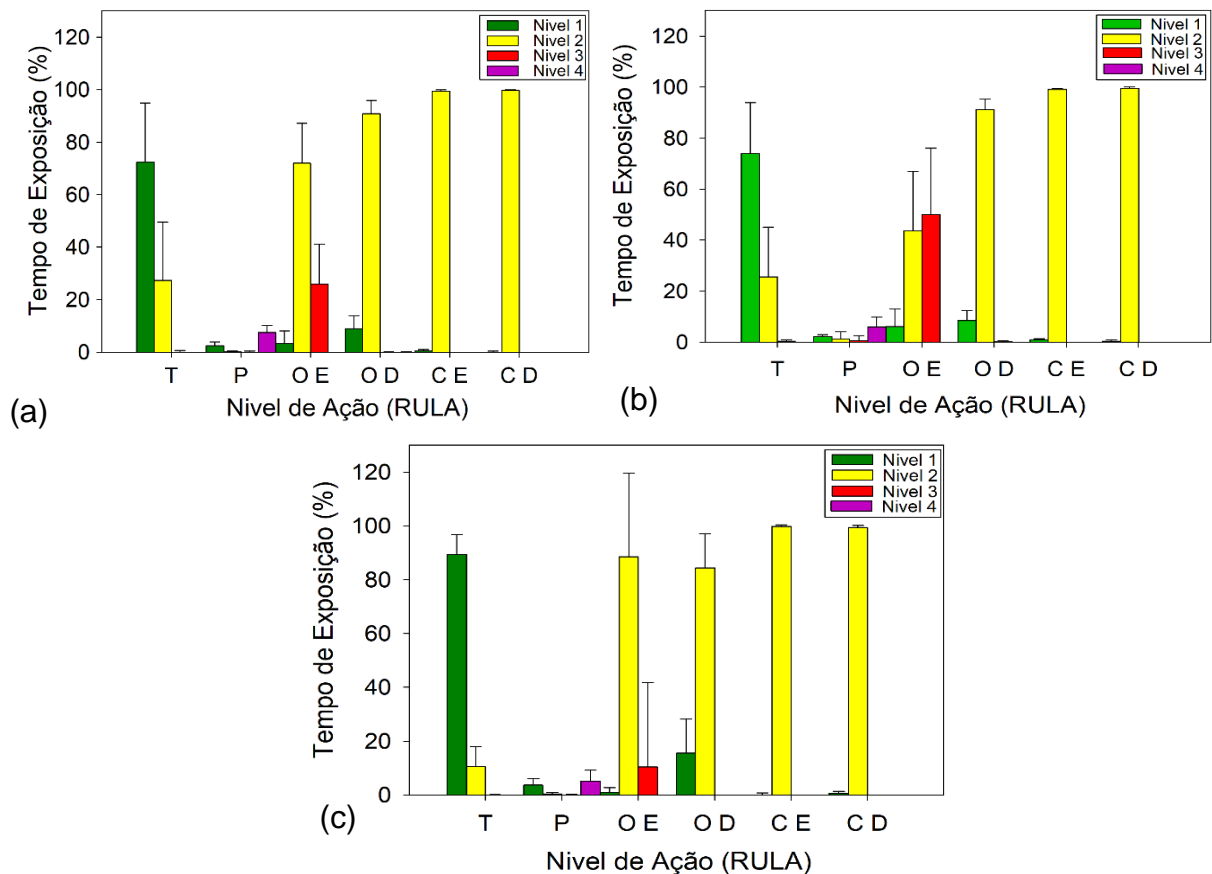 Nivel 1
Nivel 2
Nivel 3
Nivel 4
Tempo de Exposição (%)
120
100
80
60
40
20
0
T P O E O D C E C D
Nivel de Ação (RULA)
(a)
Nivel 1
Nivel 2
Nivel 3
Nivel 4
Tempo de Exposição (%)
120
100
80
60
40
20
0
T P O E O D C E C D
Nivel de Ação (RULA)
(b)
Nivel 1
Nivel 2
Nivel 3
Nivel 4
Tempo de Exposição (%)
120
100
80
60
40
20
0
T P O E O D C E C D
Nivel de Ação (RULA)
(c)